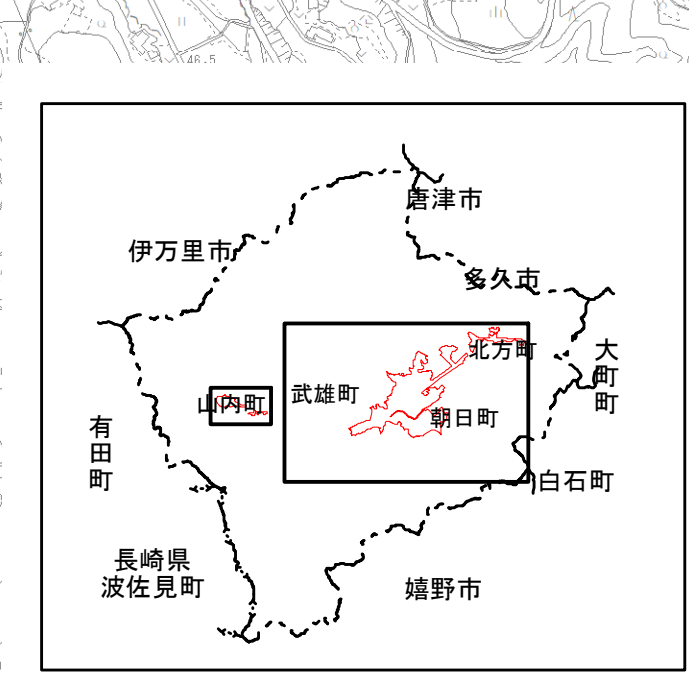 46.5
唐津市
伊万里市
多久市
北方町
大町町
武雄町
山内町
朝日町
有田町
白石町
長崎県
波佐見町
嬉野市